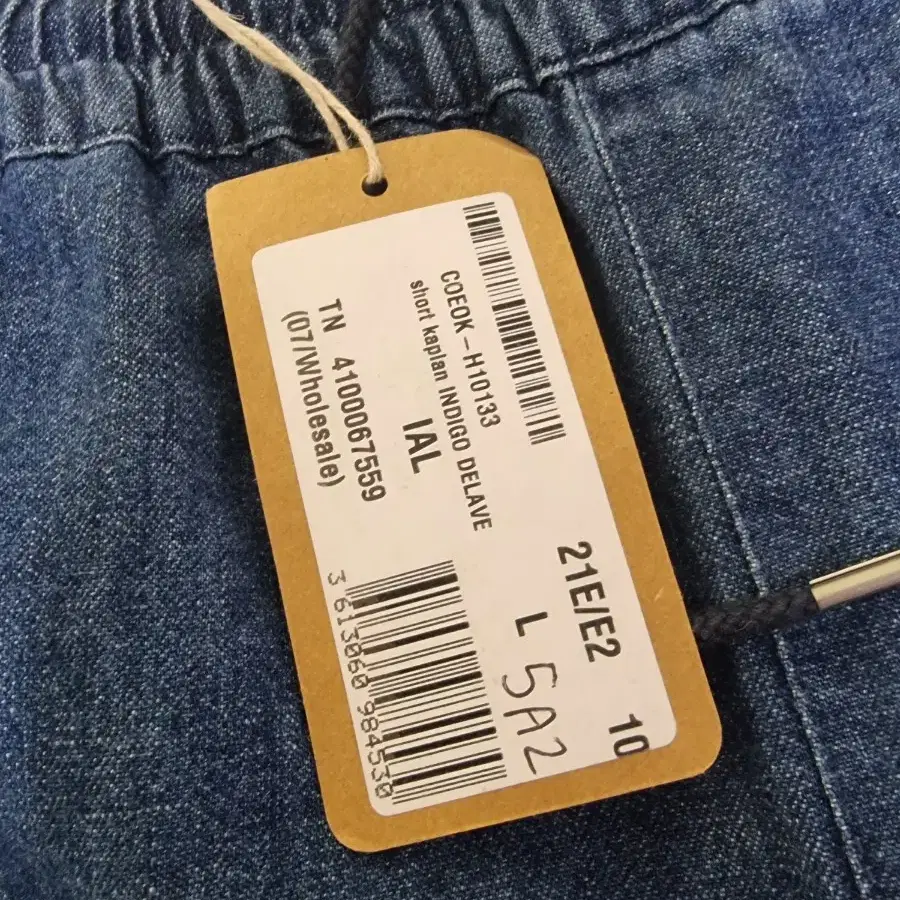 COEOK-H10133
short kaplan INDIGO DELAVE
IAL
TN 4100067559
(07/Wholesale)
21E/E2 10
L
5A2
3 613060 984530